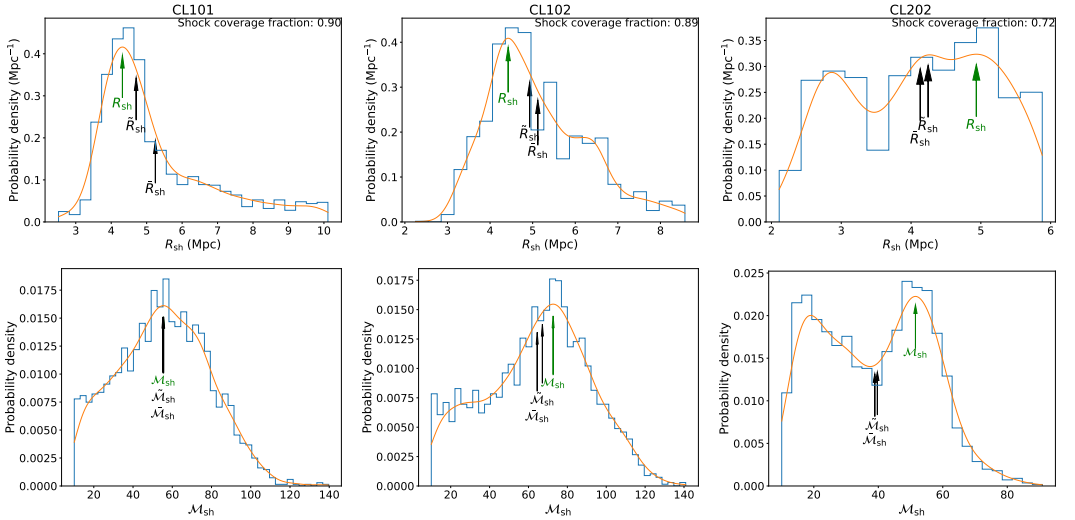 CL101
Shock coverage fraction: 0.90
Probability density (Mpc⁻¹)
0.4
0.3
0.2
0.1
0.0
R_sh
R̃_sh
R̄_sh
3 4 5 6 7 8 9 10
R_sh (Mpc)
CL102
Shock coverage fraction: 0.89
Probability density (Mpc⁻¹)
0.4
0.3
0.2
0.1
0.0
R_sh
R̃_sh
R̄_sh
2 3 4 5 6 7 8
R_sh (Mpc)
CL202
Shock coverage fraction: 0.72
Probability density (Mpc⁻¹)
0.35
0.30
0.25
0.20
0.15
0.10
0.05
0.00
R̃_sh
R̄_sh
R_sh
2 3 4 5 6
R_sh (Mpc)
Probability density
0.0175
0.0150
0.0125
0.0100
0.0075
0.0050
0.0025
0.0000
ℳ_sh
ℳ̃_sh
ℳ̄_sh
20 40 60 80 100 120 140
ℳ_sh
Probability density
0.0175
0.0150
0.0125
0.0100
0.0075
0.0050
0.0025
0.0000
ℳ_sh
ℳ̃_sh
ℳ̄_sh
20 40 60 80 100 120 140
ℳ_sh
Probability density
0.025
0.020
0.015
0.010
0.005
0.000
ℳ_sh
ℳ̃_sh
ℳ̄_sh
20 40 60 80
ℳ_sh